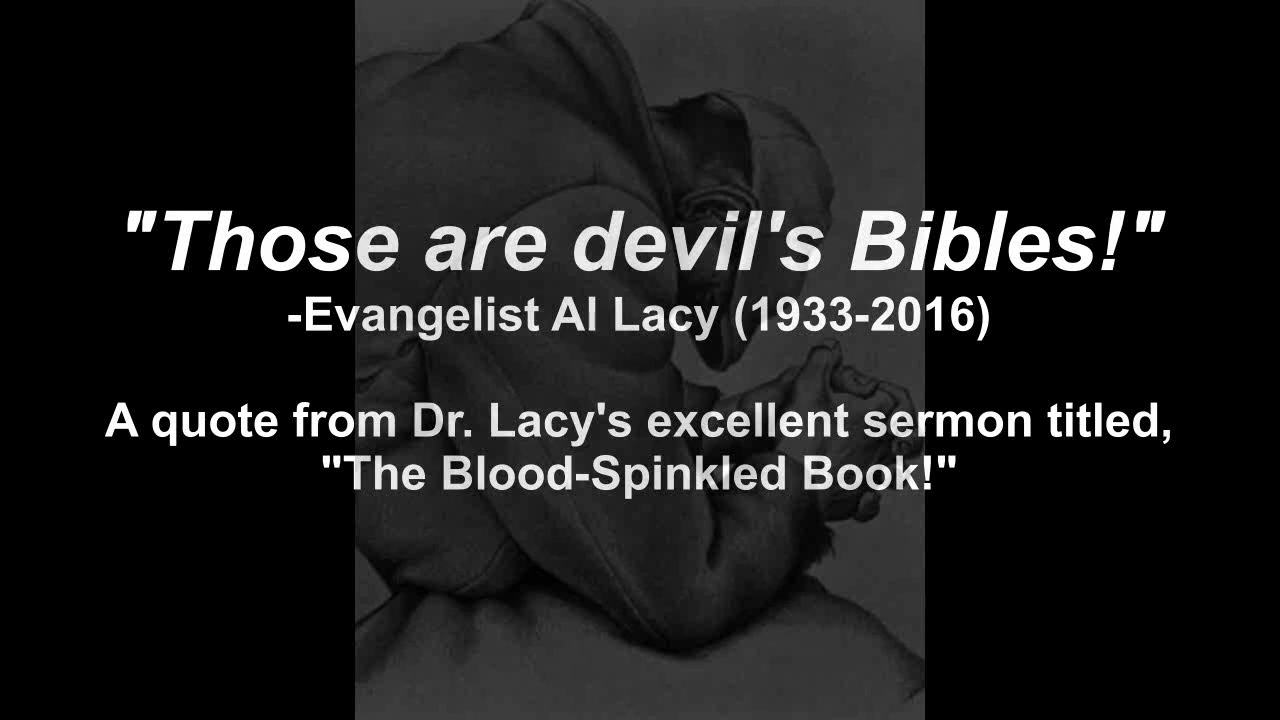 "Those are devil's Bibles!"
-Evangelist Al Lacy (1933-2016)
A quote from Dr. Lacy's excellent sermon titled,
"The Blood-Spinkled Book!"